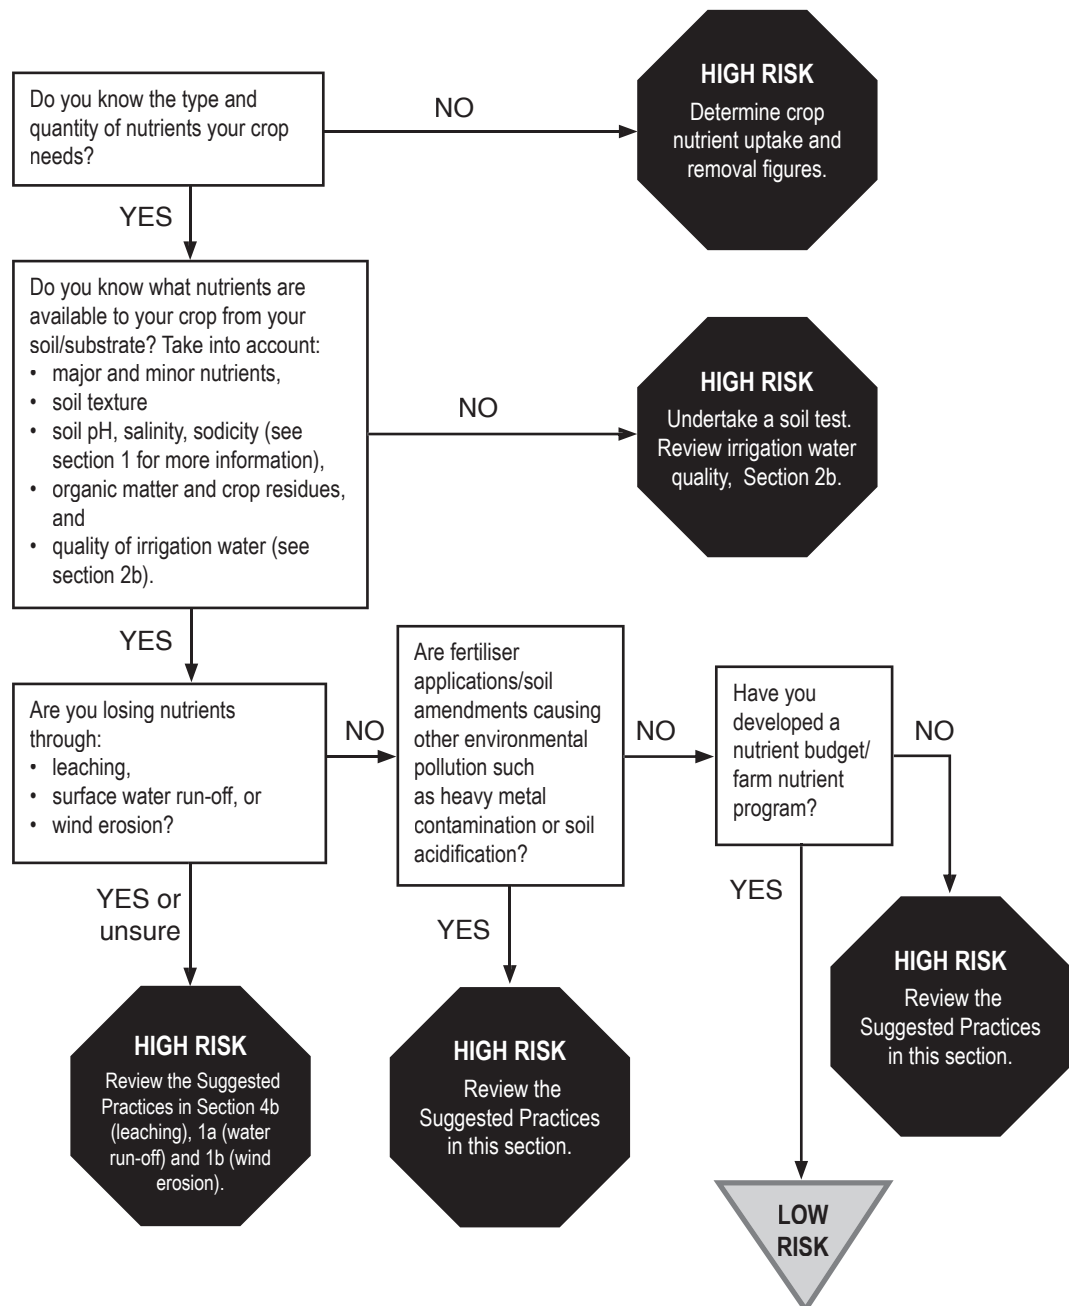 Do you know the type and
quantity of nutrients your crop
needs?
NO
HIGH RISK
Determine crop
nutrient uptake and
removal figures.
YES
Do you know what nutrients are
available to your crop from your
soil/substrate? Take into account:
• major and minor nutrients,
• soil texture
• soil pH, salinity, sodicity (see
section 1 for more information),
• organic matter and crop residues,
and
• quality of irrigation water (see
section 2b).
NO
HIGH RISK
Undertake a soil test.
Review irrigation water
quality, Section 2b.
YES
Are you losing nutrients
through:
• leaching,
• surface water run-off, or
• wind erosion?
NO
Are fertiliser
applications/soil
amendments causing
other environmental
pollution such
as heavy metal
contamination or soil
acidification?
NO
Have you
developed a
nutrient budget/
farm nutrient
program?
NO
YES or
unsure
HIGH RISK
Review the Suggested
Practices in Section 4b
(leaching), 1a (water
run-off) and 1b (wind
erosion).
YES
HIGH RISK
Review the
Suggested Practices
in this section.
YES
HIGH RISK
Review the
Suggested Practices
in this section.
LOW
RISK